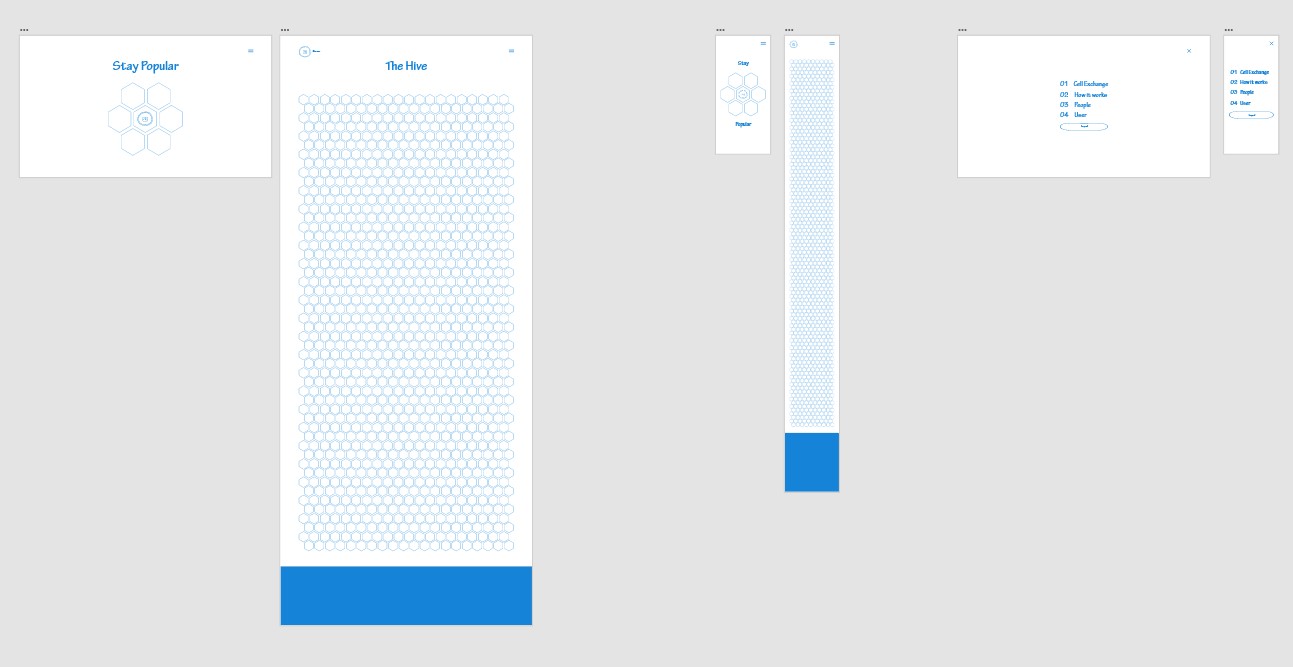 Stay Popular
The Hive
Stay
Popular
01 Cell Exchange
02 How it works
03 People
04 User
01 Cell Exchange
02 How it works
03 People
04 User